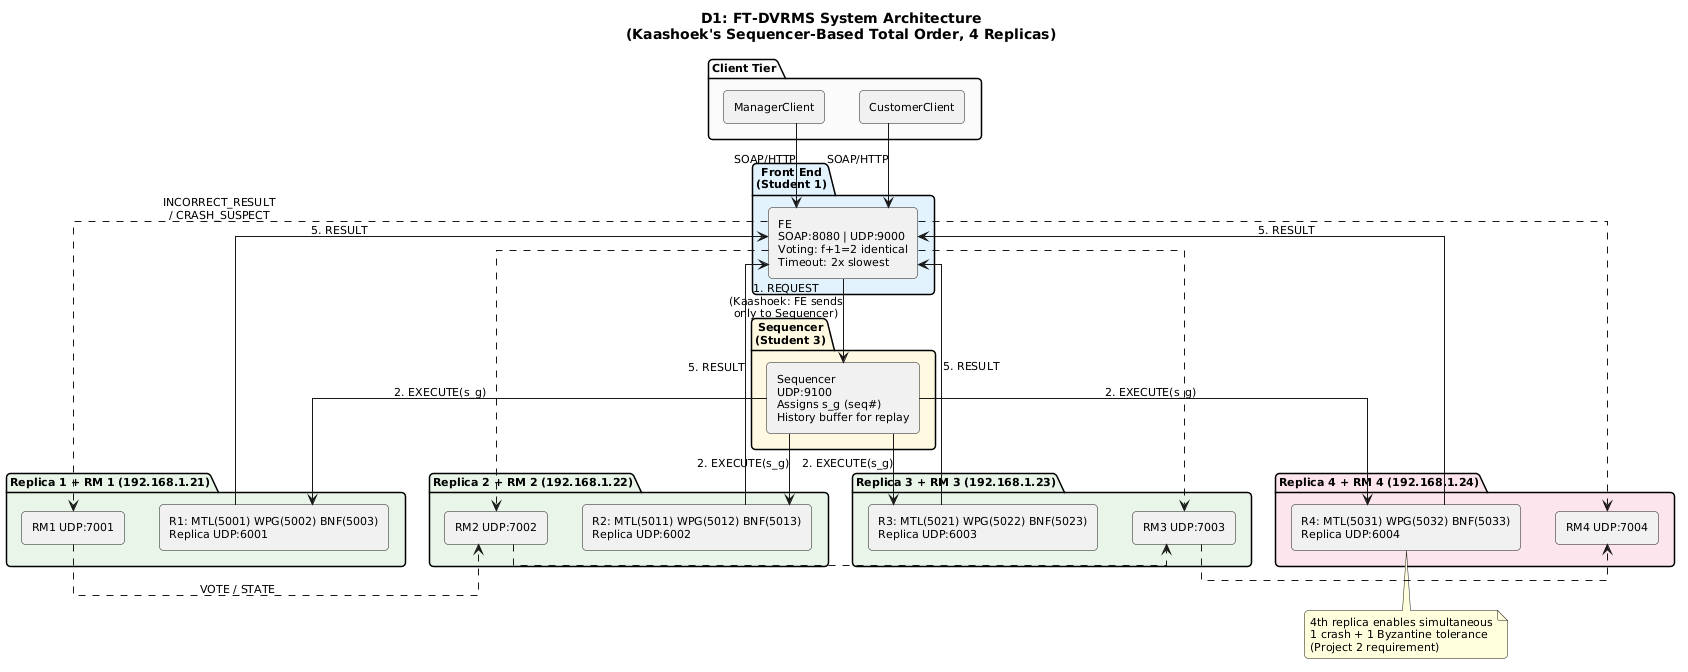 D1: FT-DVRMS System Architecture
(Kaashoek's Sequencer-Based Total Order, 4 Replicas)
Client Tier
ManagerClient
CustomerClient
SOAP/HTTP
SOAP/HTTP
Front End
(Student 1)
FE
SOAP:8080 | UDP:9000
Voting: f+1=2 identical
Timeout: 2x slowest
INCORRECT_RESULT
/ CRASH_SUSPECT
5. RESULT
5. RESULT
1. REQUEST
(Kaashoek: FE sends
only to Sequencer)
Sequencer
(Student 3)
Sequencer
UDP:9100
Assigns s_g (seq#)
History buffer for replay
5. RESULT
5. RESULT
2. EXECUTE(s_g)
2. EXECUTE(s_g)
2. EXECUTE(s_g)
2. EXECUTE(s_g)
Replica 1 + RM 1 (192.168.1.21)
RM1 UDP:7001
R1: MTL(5001) WPG(5002) BNF(5003)
Replica UDP:6001
Replica 2 + RM 2 (192.168.1.22)
RM2 UDP:7002
R2: MTL(5011) WPG(5012) BNF(5013)
Replica UDP:6002
Replica 3 + RM 3 (192.168.1.23)
R3: MTL(5021) WPG(5022) BNF(5023)
Replica UDP:6003
RM3 UDP:7003
Replica 4 + RM 4 (192.168.1.24)
R4: MTL(5031) WPG(5032) BNF(5033)
Replica UDP:6004
RM4 UDP:7004
VOTE / STATE
4th replica enables simultaneous
1 crash + 1 Byzantine tolerance
(Project 2 requirement)